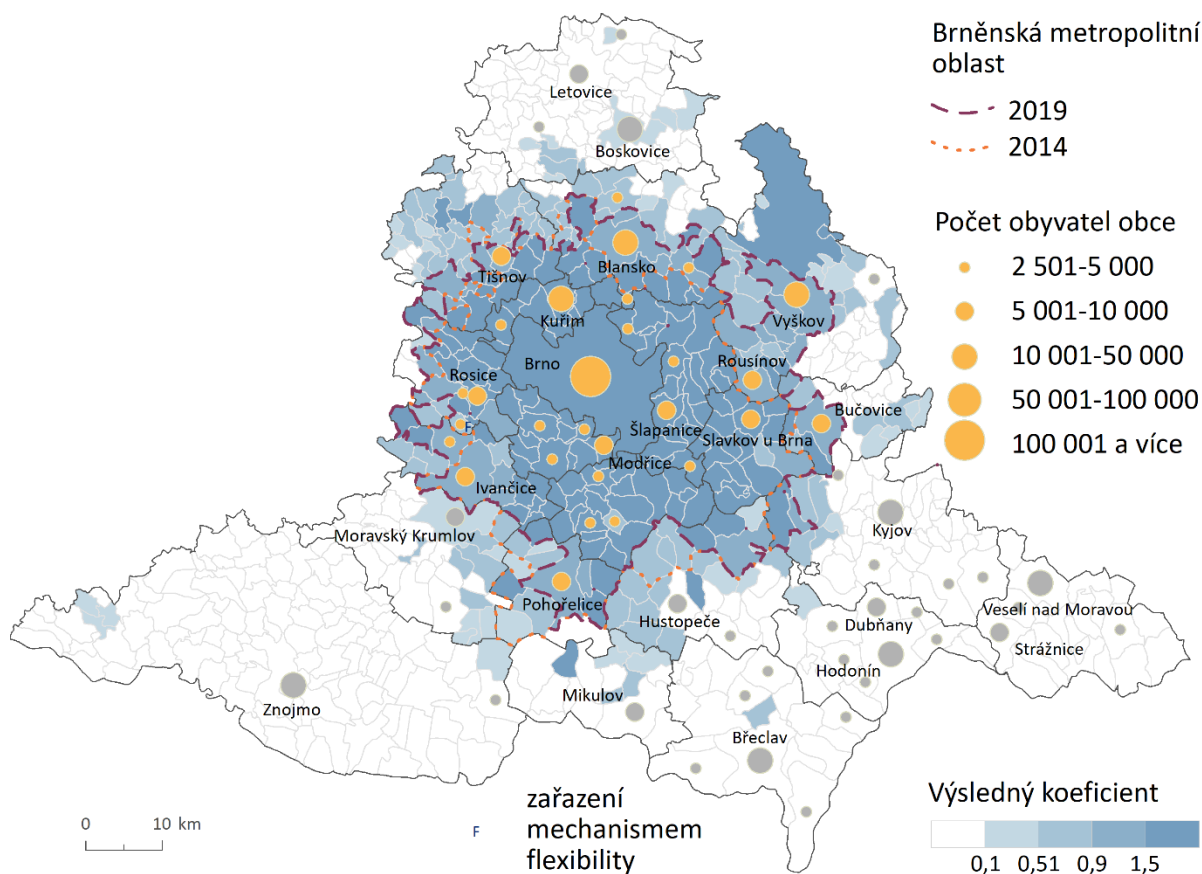 Brněnská metropolitní
oblast
2019
2014
Letovice
Boskovice
Počet obyvatel obce
2 501-5 000
5 001-10 000
10 001-50 000
50 001-100 000
100 001 a více
Tišnov
Blansko
Kuřim
Vyškov
Brno
Rousínov
Rosice
F
Šlapanice
Slavkov u Brna
Bučovice
Modřice
Ivančice
Moravský Krumlov
Kyjov
Pohořelice
Hustopeče
Veselí nad Moravou
Dubňany
Strážnice
Hodonín
Mikulov
Znojmo
Břeclav
0 10 km
F
zařazení
mechanismem
flexibility
Výsledný koeficient
0,1 0,51 0,9 1,5